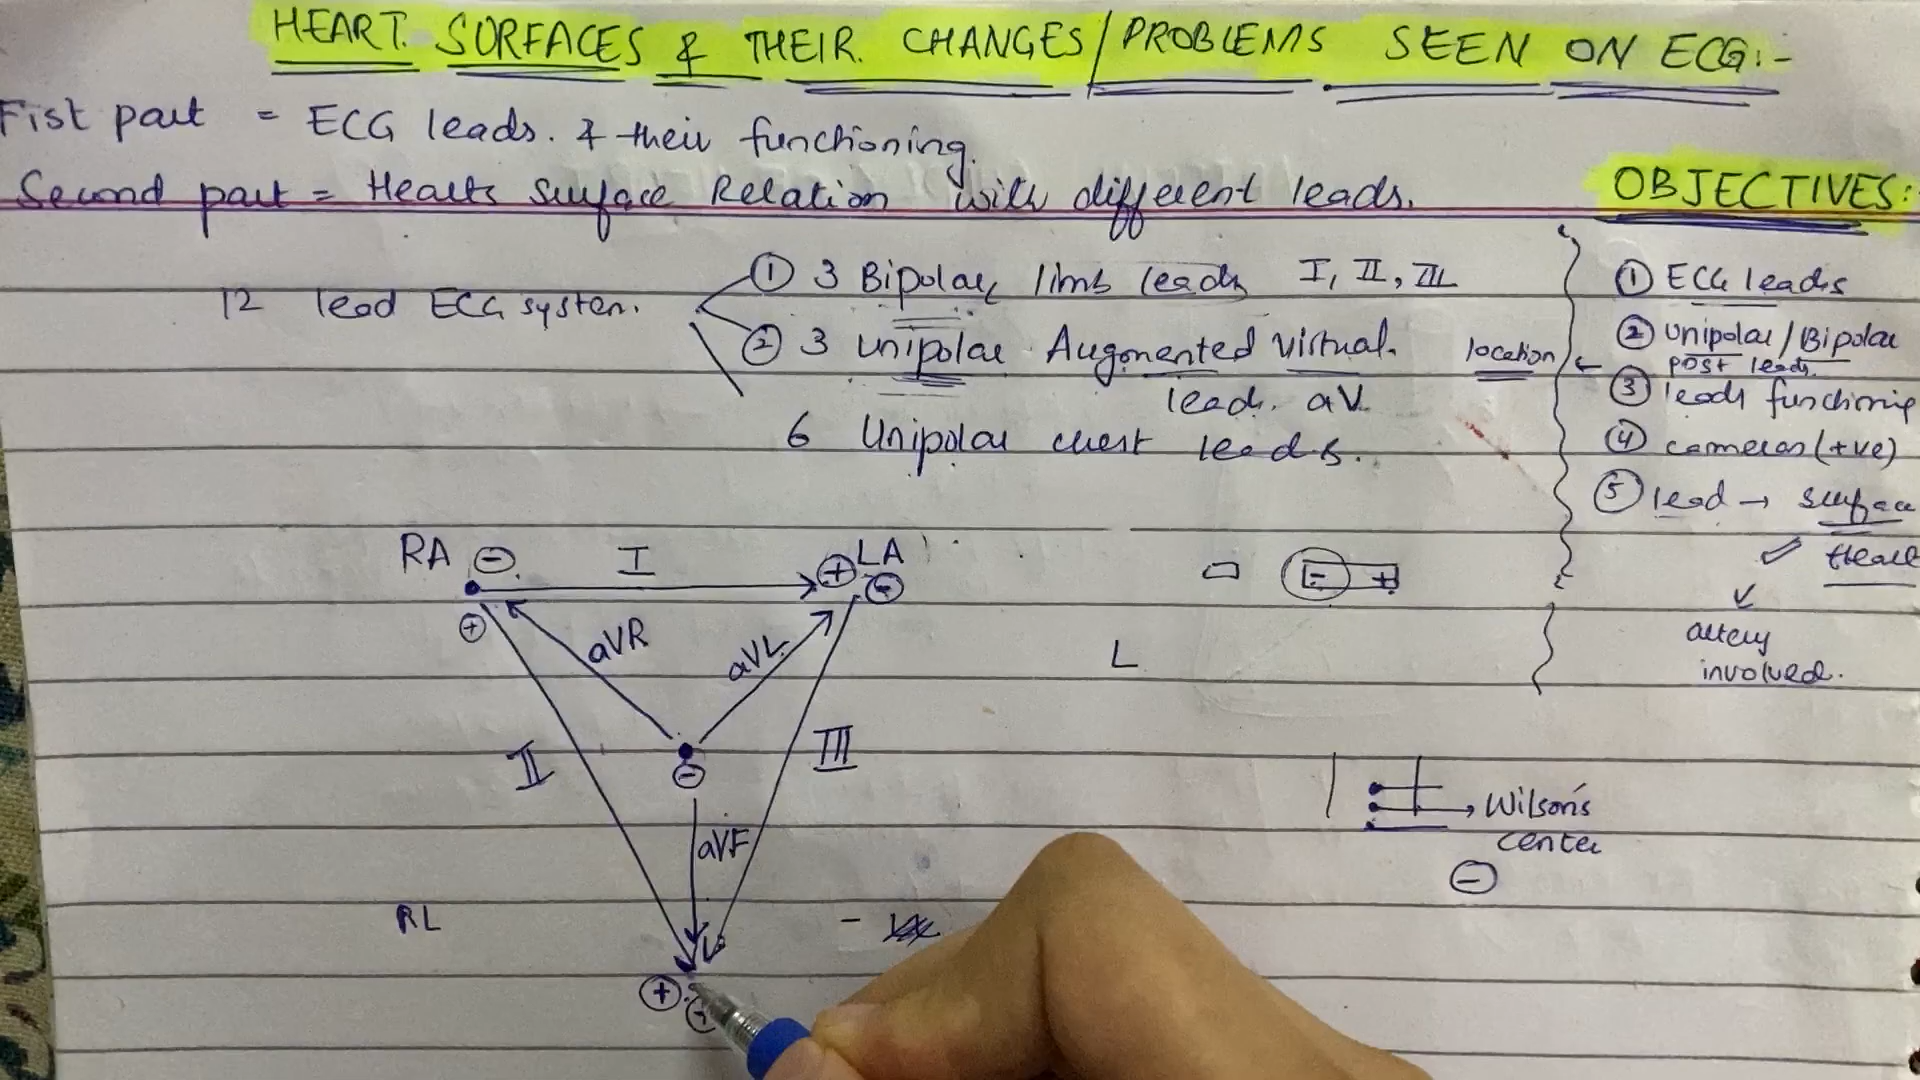 HEART. SURFACES & THEIR. CHANGES/PROBLEMS SEEN ON ECG:-
Fist part = ECG leads. & their functioning.
Second part = Hearts surface Relation with different leads.
12 lead ECG system.
① 3 Bipolar limb leads I, II, III
② 3 unipolar Augmented virtual.
lead. aV.
6 Unipolar chest leads.
location
OBJECTIVES:
① ECG leads
② Unipolar/Bipolar
post leads.
③ leads functioning
④ cameras (+ve)
⑤ lead → surface
Heart
artery
involved.
RA ⊖ I ⊕ LA
⊖
⊕
aVR aVL
II III
⊖
aVF
RL
⊕
- +
L
Wilson's
center
⊖